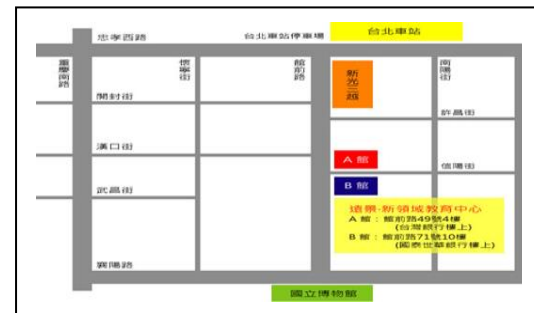 台北車站
忠孝西路
台北車站停車場
重慶南路
懷寧街
館前路
新光三越
南陽街
開封街
許昌街
漢口街
A 館
信陽街
武昌街
B 館
遠景‧新領域教育中心
A 館：館前路49號4樓
(台灣銀行樓上)
B 館：館前路71號10樓
(國泰世華銀行樓上)
襄陽路
國立博物館